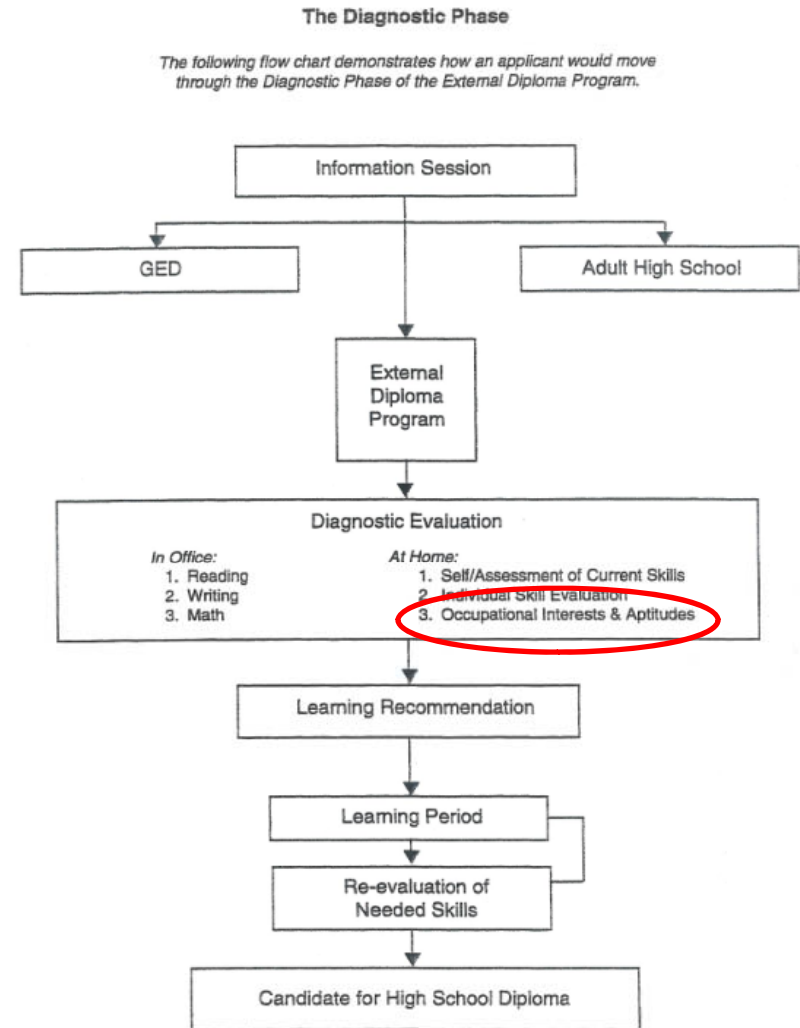 The Diagnostic Phase
The following flow chart demonstrates how an applicant would move
through the Diagnostic Phase of the External Diploma Program.
Information Session
GED
Adult High School
External
Diploma
Program
Diagnostic Evaluation
In Office:
1. Reading
2. Writing
3. Math
At Home:
1. Self/Assessment of Current Skills
2. Individual Skill Evaluation
3. Occupational Interests & Aptitudes
Learning Recommendation
Learning Period
Re-evaluation of
Needed Skills
Candidate for High School Diploma